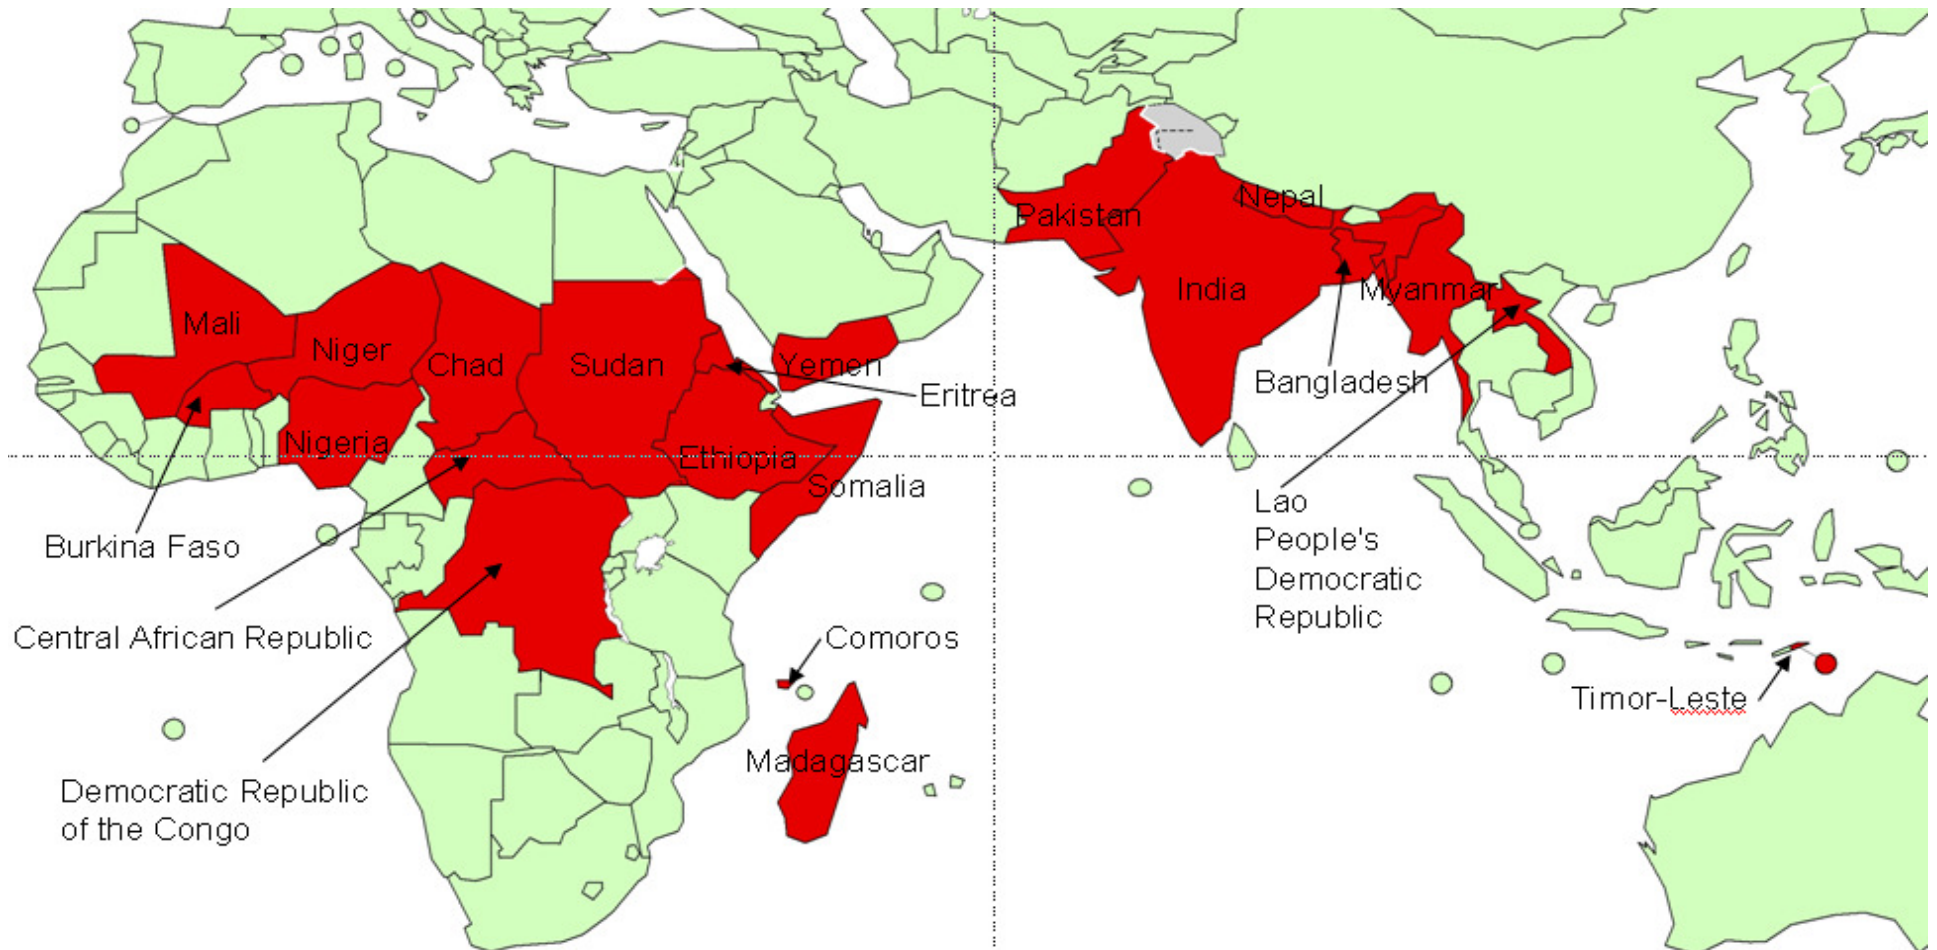 Nepal
Pakistan
India
Myanmar
Mali
Niger
Chad
Sudan
Yemen
Eritrea
Bangladesh
Nigeria
Ethiopia
Somalia
Lao
People's
Democratic
Republic
Burkina Faso
Central African Republic
Comoros
Timor-Leste
Madagascar
Democratic Republic
of the Congo